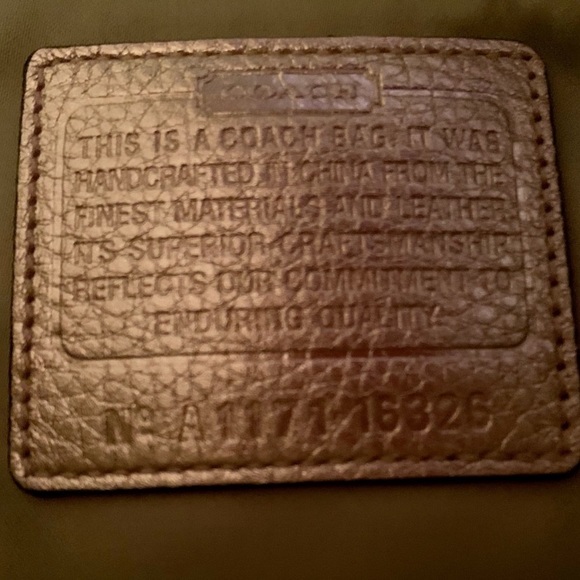 COACH
THIS IS A COACH BAG. IT WAS
HANDCRAFTED IN CHINA FROM THE
FINEST MATERIALS AND LEATHER.
ITS SUPERIOR CRAFTSMANSHIP
REFLECTS OUR COMMITMENT TO
ENDURING QUALITY.
Nº A1171-16326